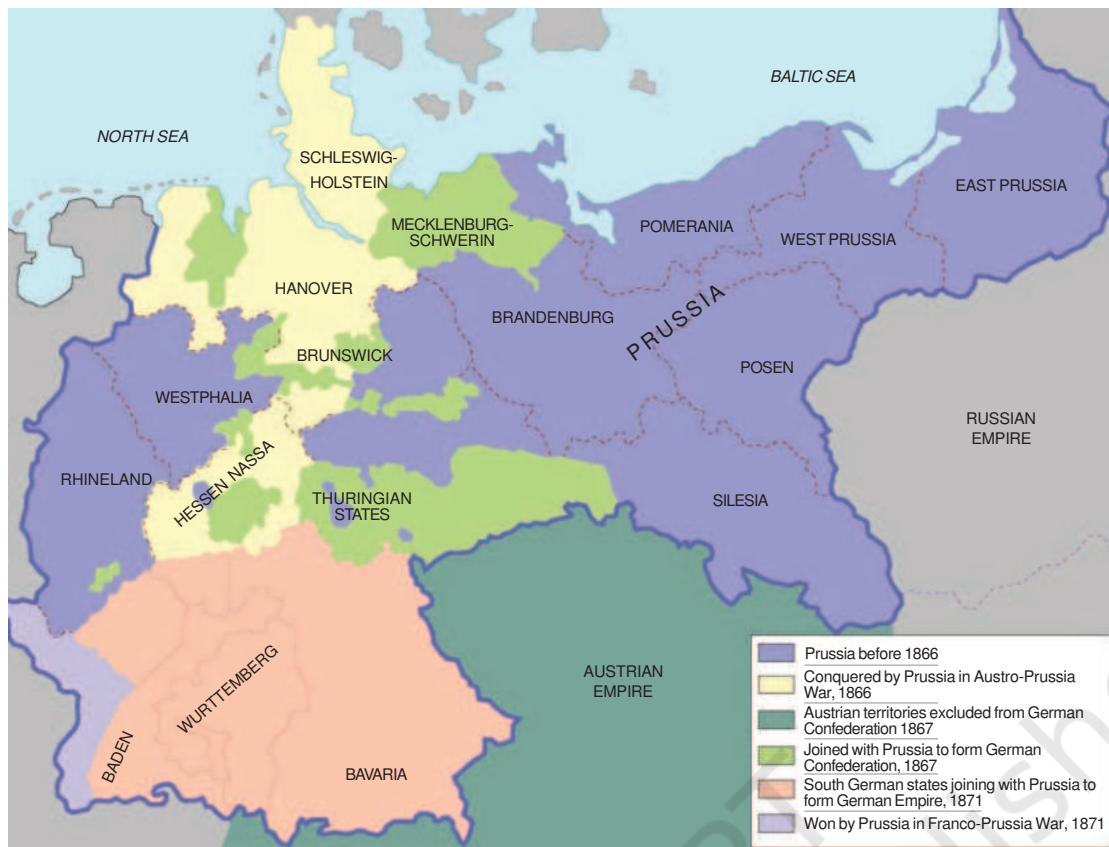 NORTH SEA
BALTIC SEA
SCHLESWIG-
HOLSTEIN
MECKLENBURG-
SCHWERIN
POMERANIA
EAST PRUSSIA
WEST PRUSSIA
HANOVER
BRANDENBURG
PRUSSIA
BRUNSWICK
POSEN
WESTPHALIA
RUSSIAN
EMPIRE
RHINELAND
HESSEN NASSA
THURINGIAN
STATES
SILESIA
AUSTRIAN
EMPIRE
WURTTEMBERG
BADEN
BAVARIA
Prussia before 1866
Conquered by Prussia in Austro-Prussia
War, 1866
Austrian territories excluded from German
Confederation 1867
Joined with Prussia to form German
Confederation, 1867
South German states joining with Prussia to
form German Empire, 1871
Won by Prussia in Franco-Prussia War, 1871